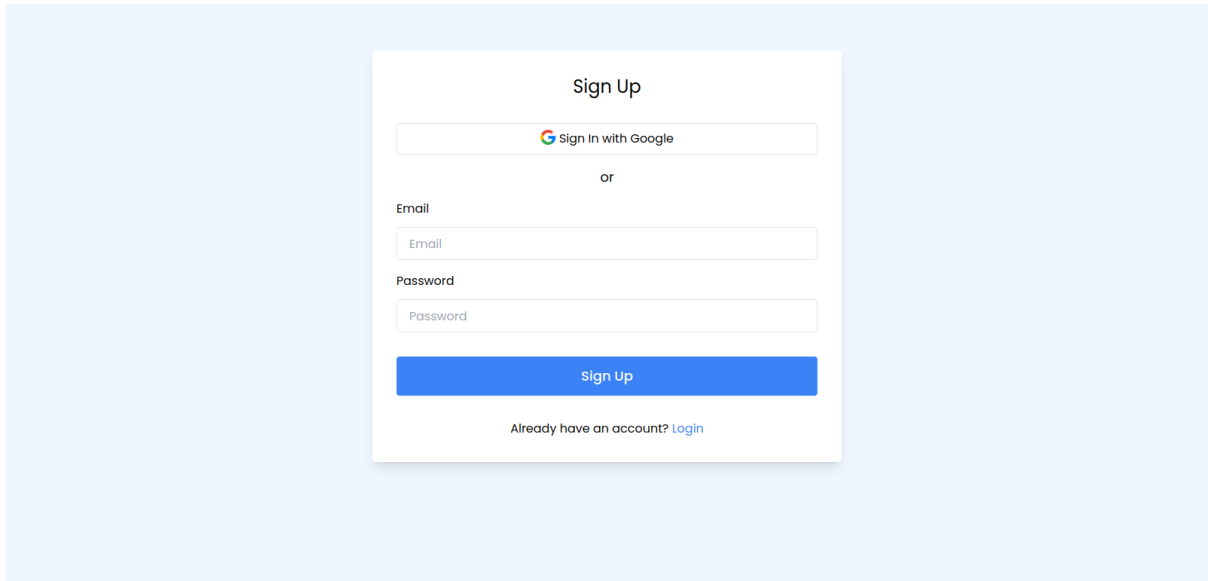 Sign Up
Sign In with Google
or
Email
Email
Password
Password
Sign Up
Already have an account? Login